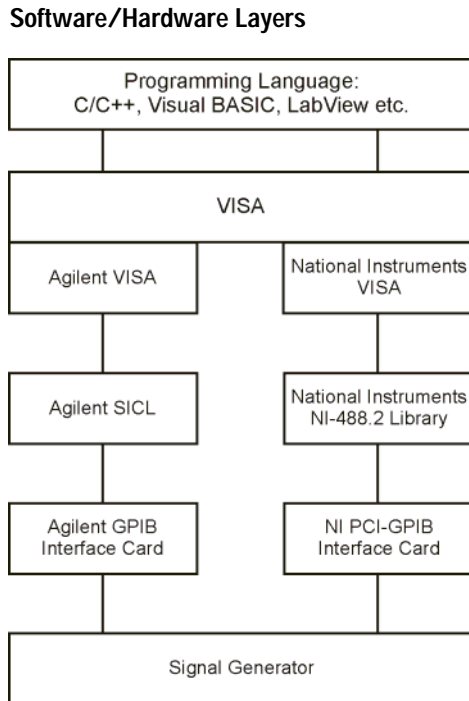 Software/Hardware Layers
Programming Language:
C/C++, Visual BASIC, LabView etc.
VISA
Agilent VISA
National Instruments
VISA
Agilent SICL
National Instruments
NI-488.2 Library
Agilent GPIB
Interface Card
NI PCI-GPIB
Interface Card
Signal Generator